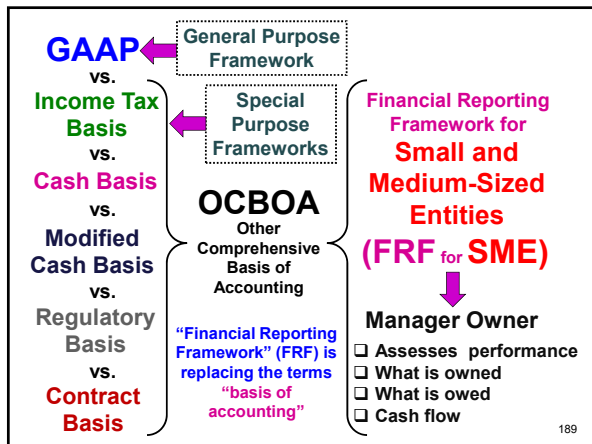 GAAP
vs.
Income Tax
Basis
vs.
Cash Basis
vs.
Modified
Cash Basis
vs.
Regulatory
Basis
vs.
Contract
Basis
General Purpose
Framework
Special
Purpose
Frameworks
OCBOA
Other
Comprehensive
Basis of
Accounting
“Financial Reporting
Framework” (FRF) is
replacing the terms
“basis of
accounting”
Financial Reporting
Framework for
Small and
Medium-Sized
Entities
(FRF for SME)
Manager Owner
❑ Assesses performance
❑ What is owned
❑ What is owed
❑ Cash flow
189